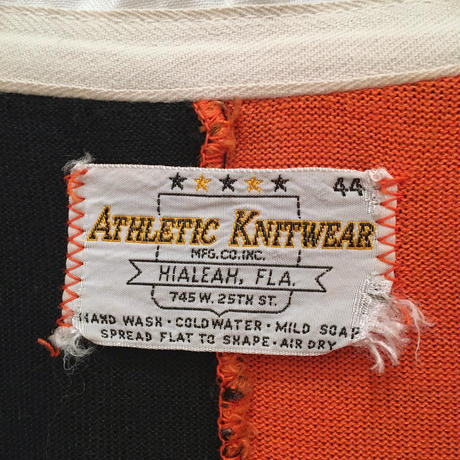 44
ATHLETIC KNITWEAR
MFG.CO.INC.
HIALEAH, FLA.
745 W. 25TH ST.
HAND WASH · COLD WATER · MILD SOAP
SPREAD FLAT TO SHAPE · AIR DRY